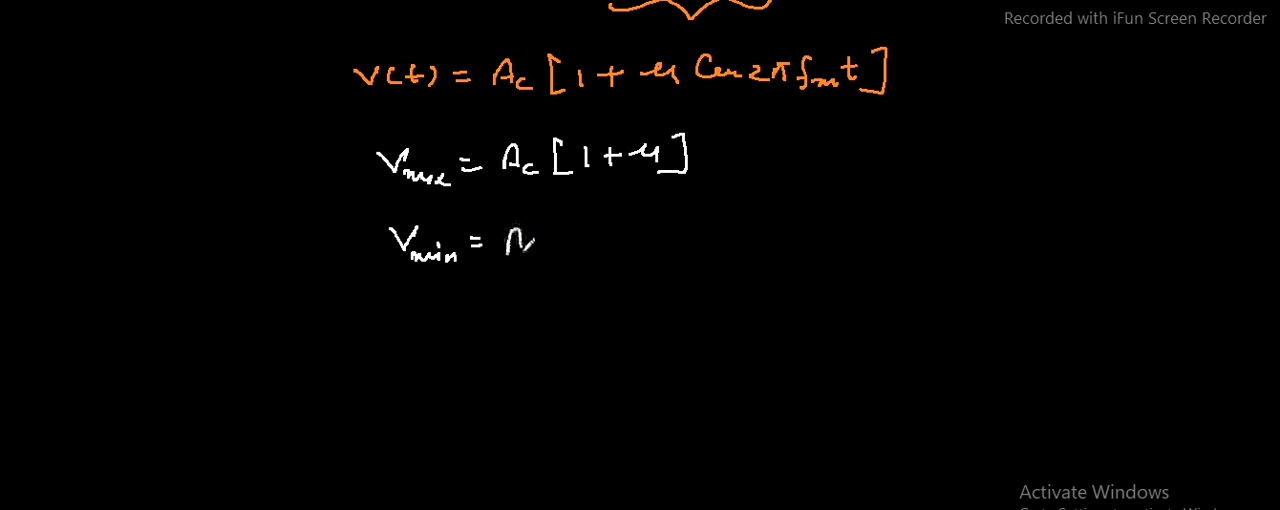 Recorded with iFun Screen Recorder
v(t) = Ac [1 + μ Cos 2π fm t]
Vmax = Ac [1 + μ]
Vmin = A
Activate Windows